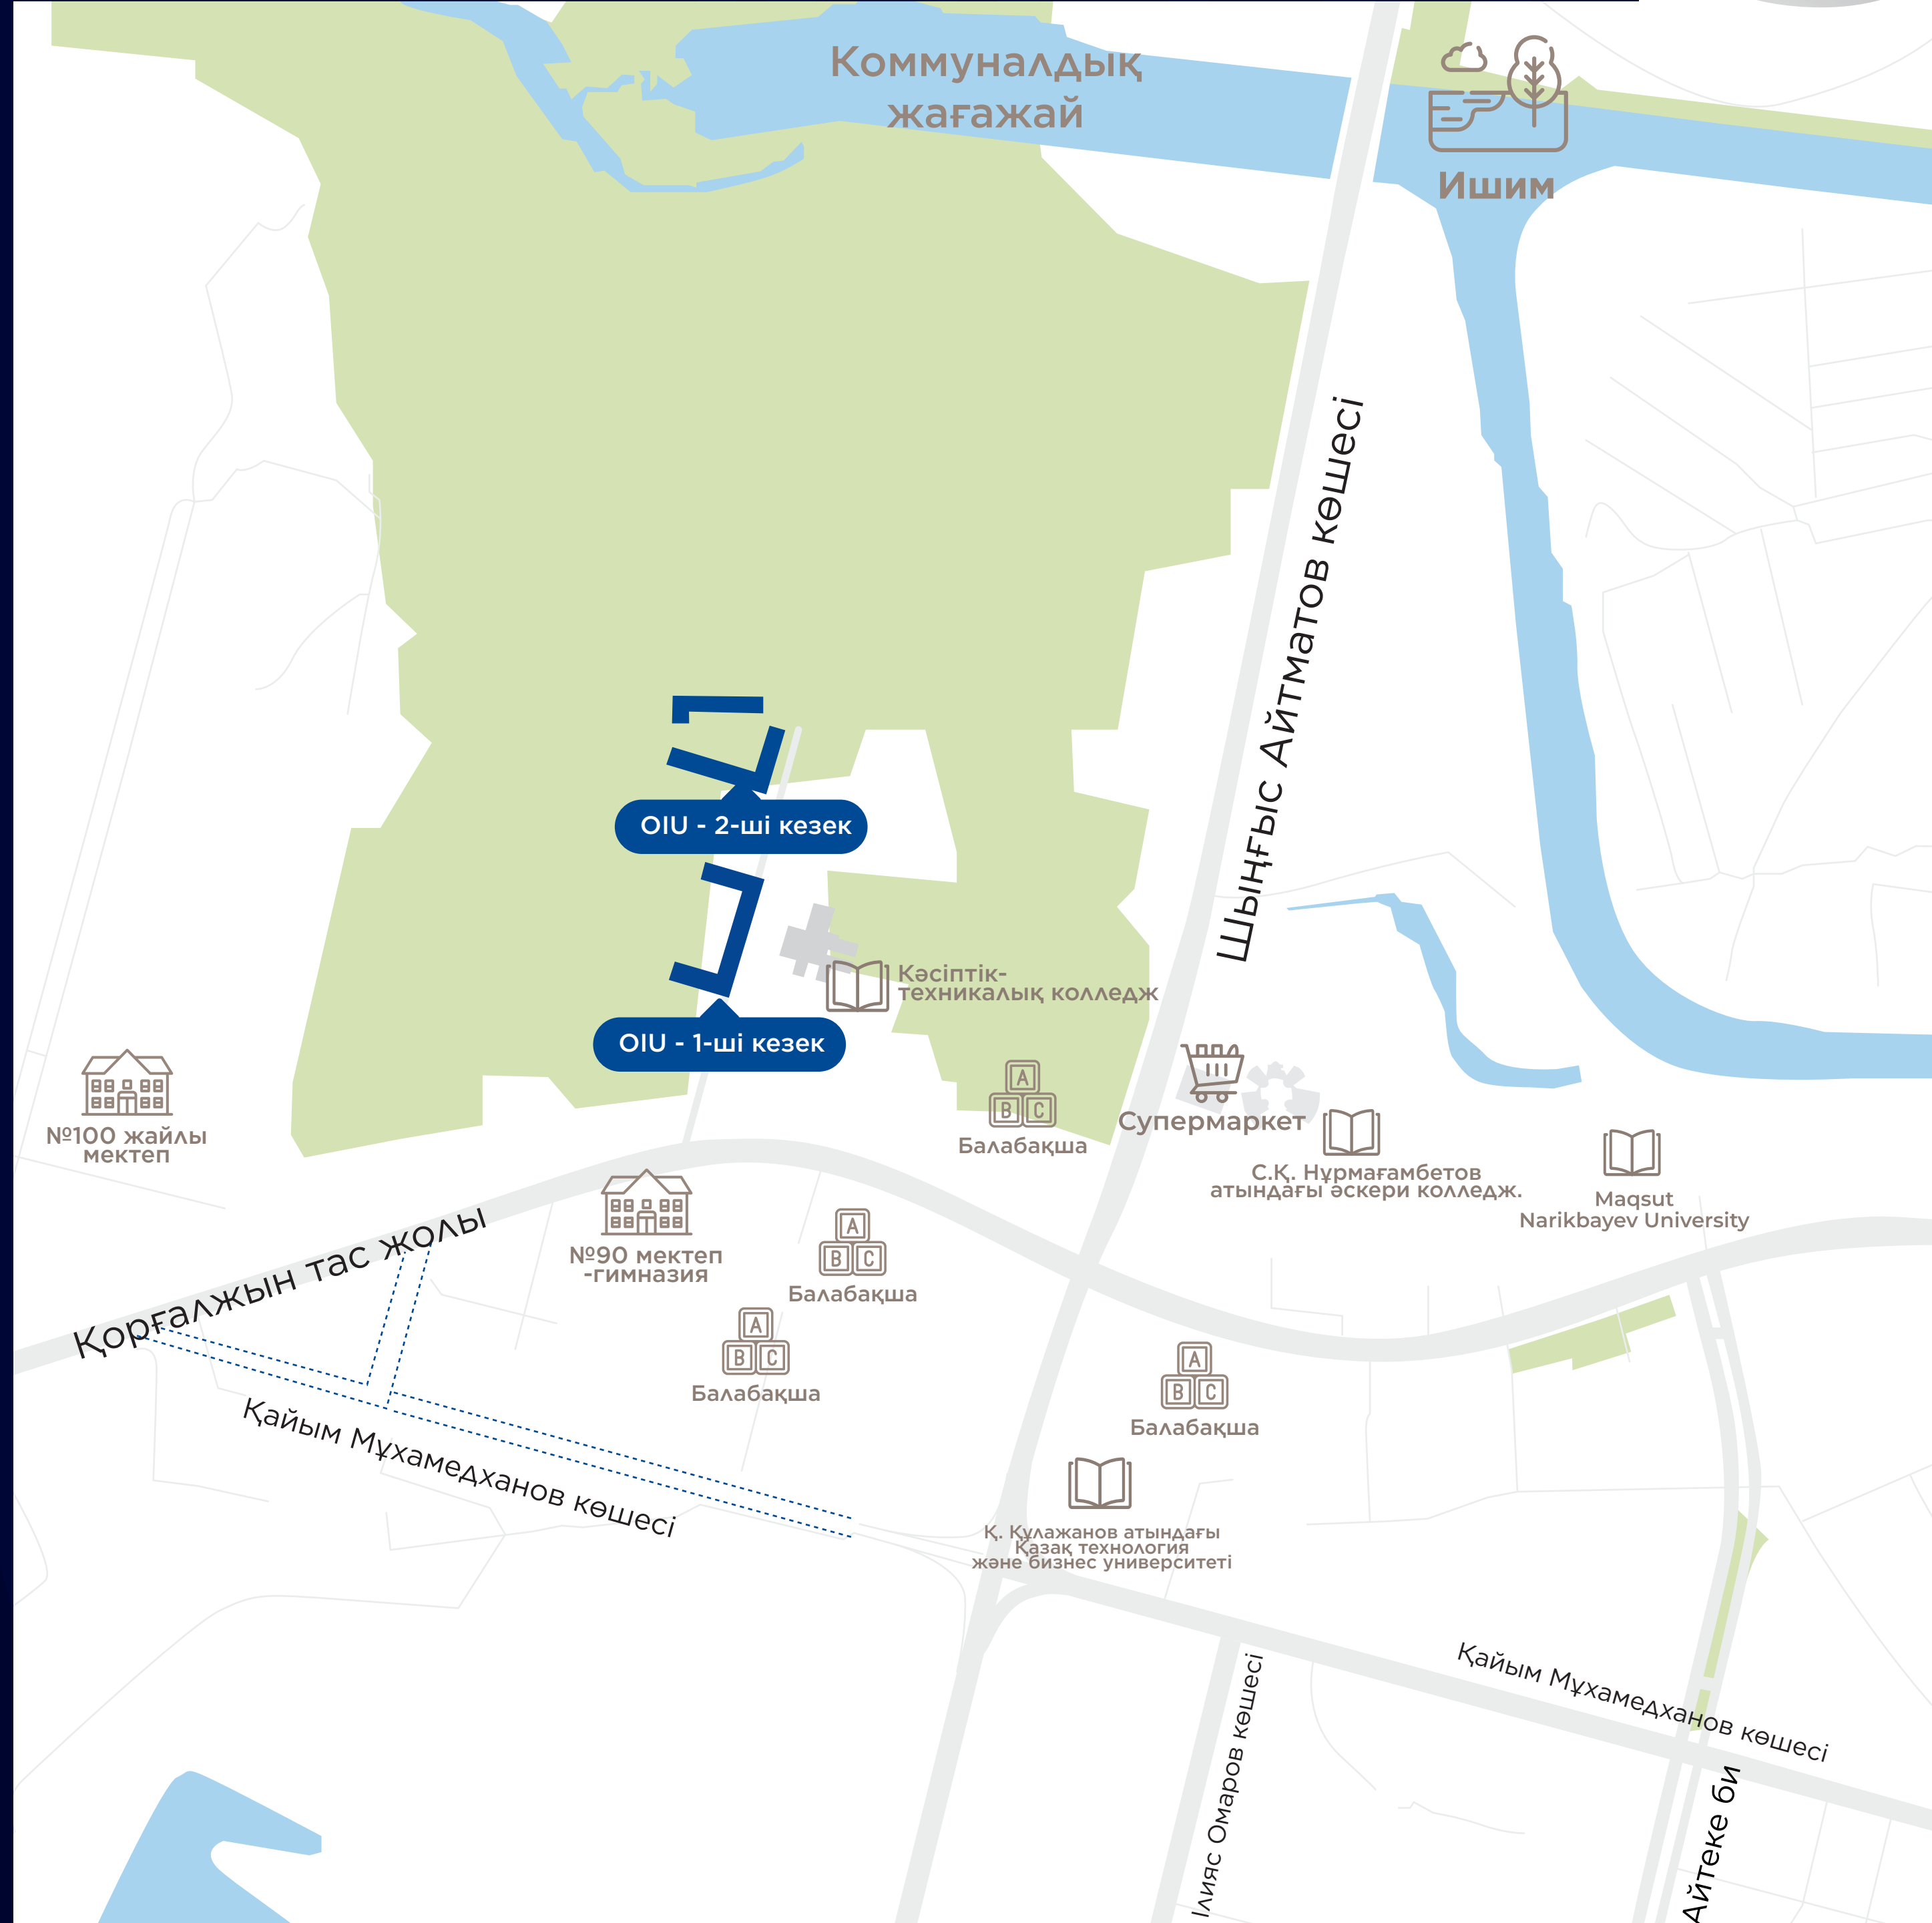 Коммуналдық
жағажай
Ишим
Шыңғыс Айтматов көшесі
OIU - 2-ші кезек
Кәсіптік-
техникалық колледж
OIU - 1-ші кезек
A
B C
Балабақша
Супермаркет
№100 жайлы
мектеп
С.Қ. Нұрмағамбетов
атындағы әскери колледж.
Maqsut
Narikbayev University
№90 мектеп
-гимназия
A
B C
Балабақша
Қорғалжын тас жолы
A
B C
Балабақша
A
B C
Балабақша
Қайым Мұхамедханов көшесі
Қ. Құлажанов атындағы
Қазақ технология
және бизнес университеті
Қайым Мұхамедханов көшесі
Ілияс Омаров көшесі
Айтеке би